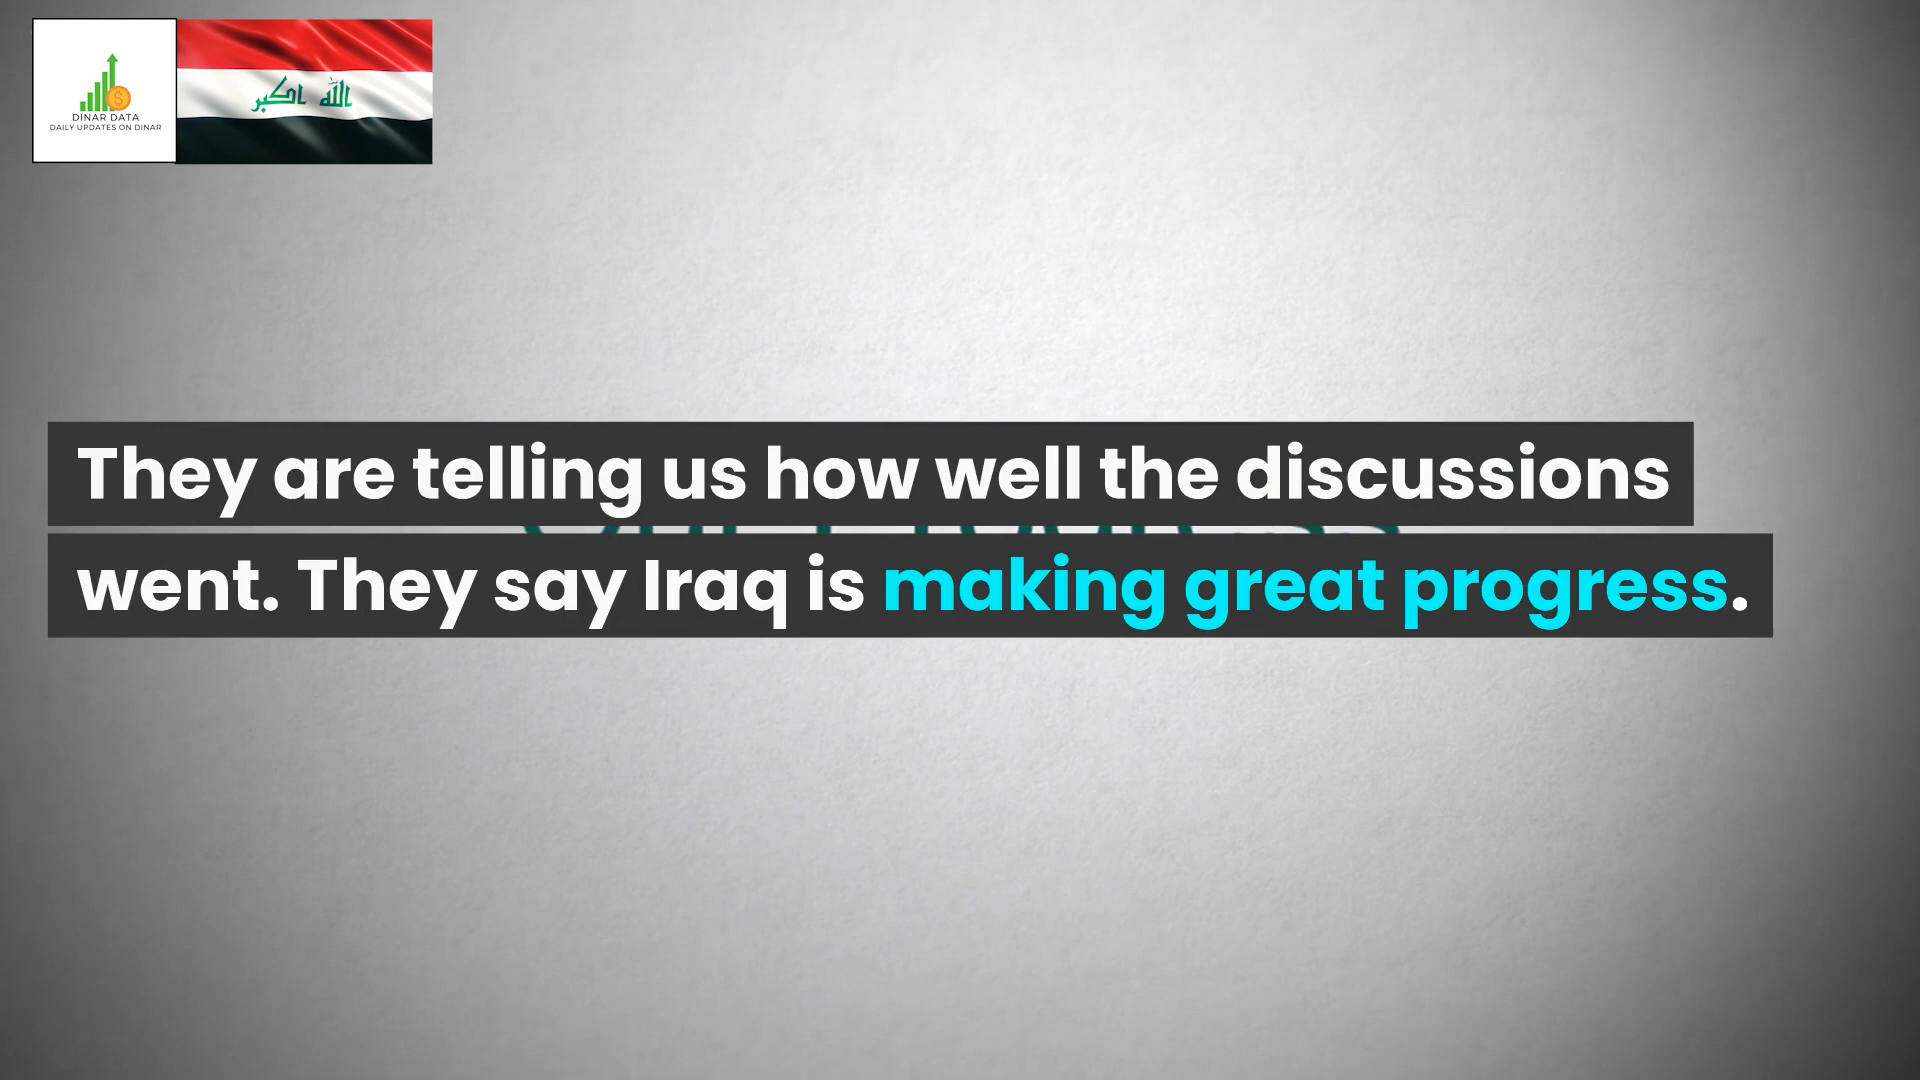 DINAR DATA
DAILY UPDATES ON DINAR
الله اكبر
They are telling us how well the discussions
went. They say Iraq is making great progress.